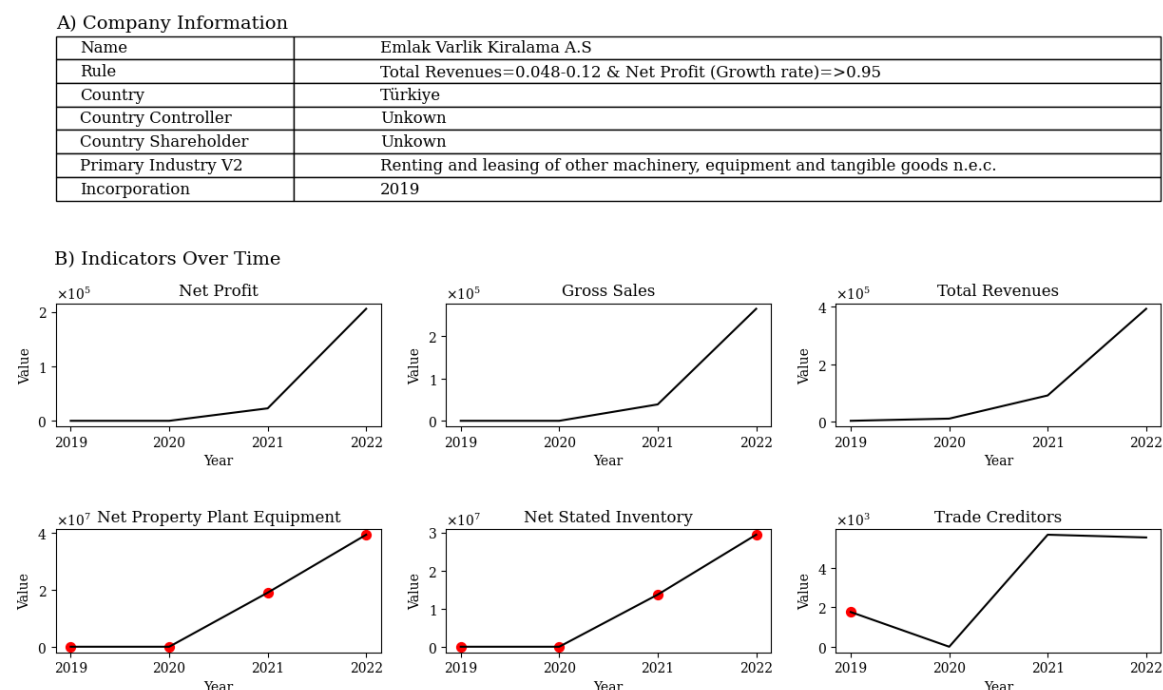 A) Company Information
Name Emlak Varlik Kiralama A.S
Rule Total Revenues=0.048-0.12 & Net Profit (Growth rate)=>0.95
Country Türkiye
Country Controller Unkown
Country Shareholder Unkown
Primary Industry V2 Renting and leasing of other machinery, equipment and tangible goods n.e.c.
Incorporation 2019
B) Indicators Over Time
Net Profit
×10⁵
2
1
0
Value
2019 2020 2021 2022
Year
Gross Sales
×10⁵
2
1
0
Value
2019 2020 2021 2022
Year
Total Revenues
×10⁵
4
2
0
Value
2019 2020 2021 2022
Year
Net Property Plant Equipment
×10⁷
4
2
0
Value
2019 2020 2021 2022
Year
Net Stated Inventory
×10⁷
3
2
1
0
Value
2019 2020 2021 2022
Year
Trade Creditors
×10³
4
2
0
Value
2019 2020 2021 2022
Year